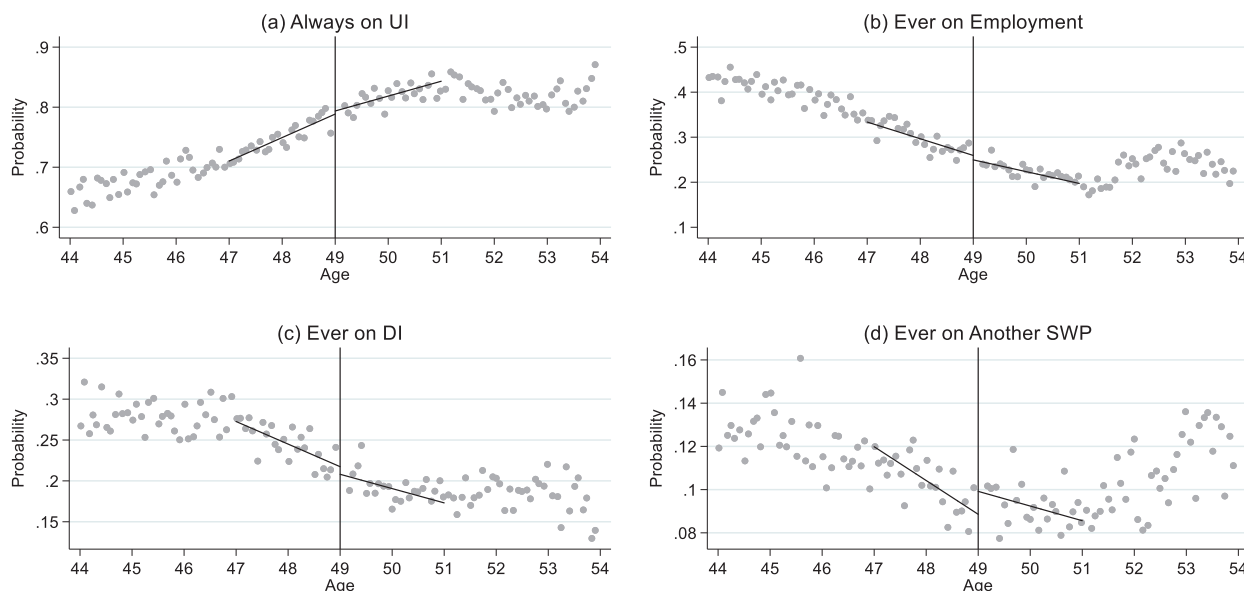 (a) Always on UI
Probability
.9
.8
.7
.6
44 45 46 47 48 49 50 51 52 53 54
Age
(b) Ever on Employment
Probability
.5
.4
.3
.2
.1
44 45 46 47 48 49 50 51 52 53 54
Age
(c) Ever on DI
Probability
.35
.3
.25
.2
.15
44 45 46 47 48 49 50 51 52 53 54
Age
(d) Ever on Another SWP
Probability
.16
.14
.12
.1
.08
44 45 46 47 48 49 50 51 52 53 54
Age